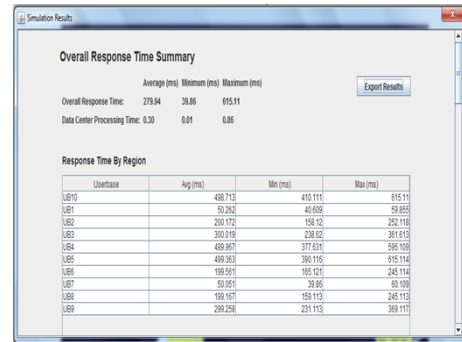 Simulation Results
Overall Response Time Summary
Average (ms) Minimum (ms) Maximum (ms)
Export Results
Overall Response Time: 279.94 39.86 615.11
Data Center Processing Time: 0.30 0.01 0.86
Response Time By Region
Userbase Avg (ms) Min (ms) Max (ms)
UB10 498.713 410.111 615.11
UB1 50.262 40.609 59.855
UB2 200.172 158.12 252.118
UB3 300.019 238.62 361.613
UB4 499.967 377.631 595.109
UB5 499.363 390.116 615.114
UB6 199.561 165.121 245.114
UB7 50.051 39.86 60.109
UB8 199.167 159.113 245.113
UB9 299.258 231.113 369.117